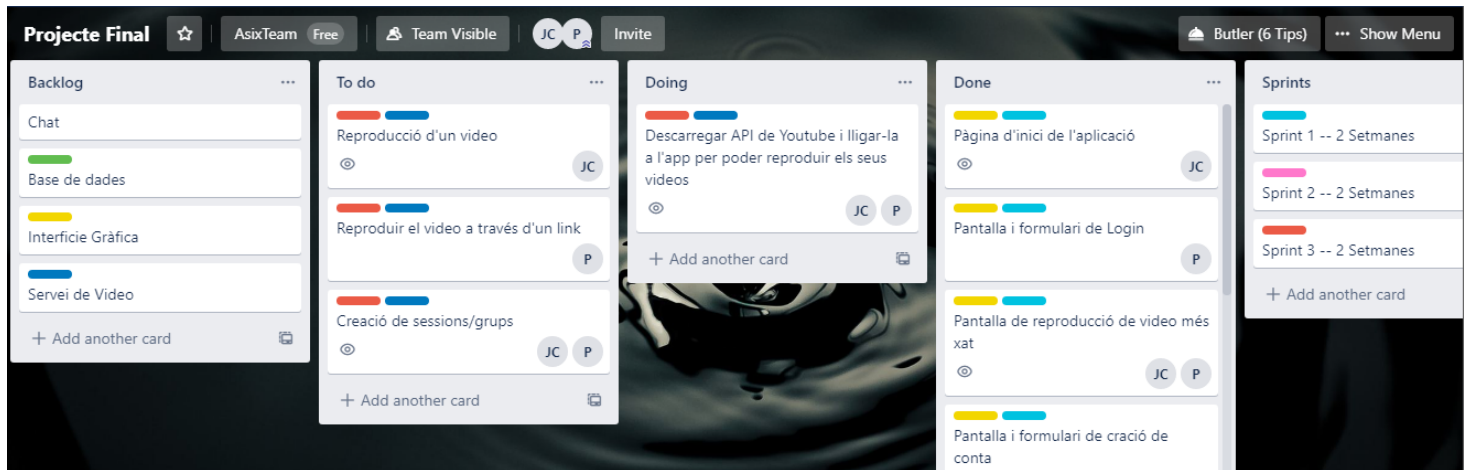 Projecte Final
AsixTeam Free
Team Visible
JC P
Invite
Butler (6 Tips)
··· Show Menu
Backlog ···
Chat
Base de dades
Interficie Gràfica
Servei de Video
+ Add another card
To do ···
Reproducció d'un video
JC
Reproduir el video a través d'un link
P
Creació de sessions/grups
JC P
+ Add another card
Doing ···
Descarregar API de Youtube i lligar-la
a l'app per poder reproduir els seus
videos
JC P
+ Add another card
Done ···
Pàgina d'inici de l'aplicació
JC
Pantalla i formulari de Login
P
Pantalla de reproducció de video més
xat
JC P
Pantalla i formulari de cració de
conta
Sprints
Sprint 1 -- 2 Setmanes
Sprint 2 -- 2 Setmanes
Sprint 3 -- 2 Setmanes
+ Add another card